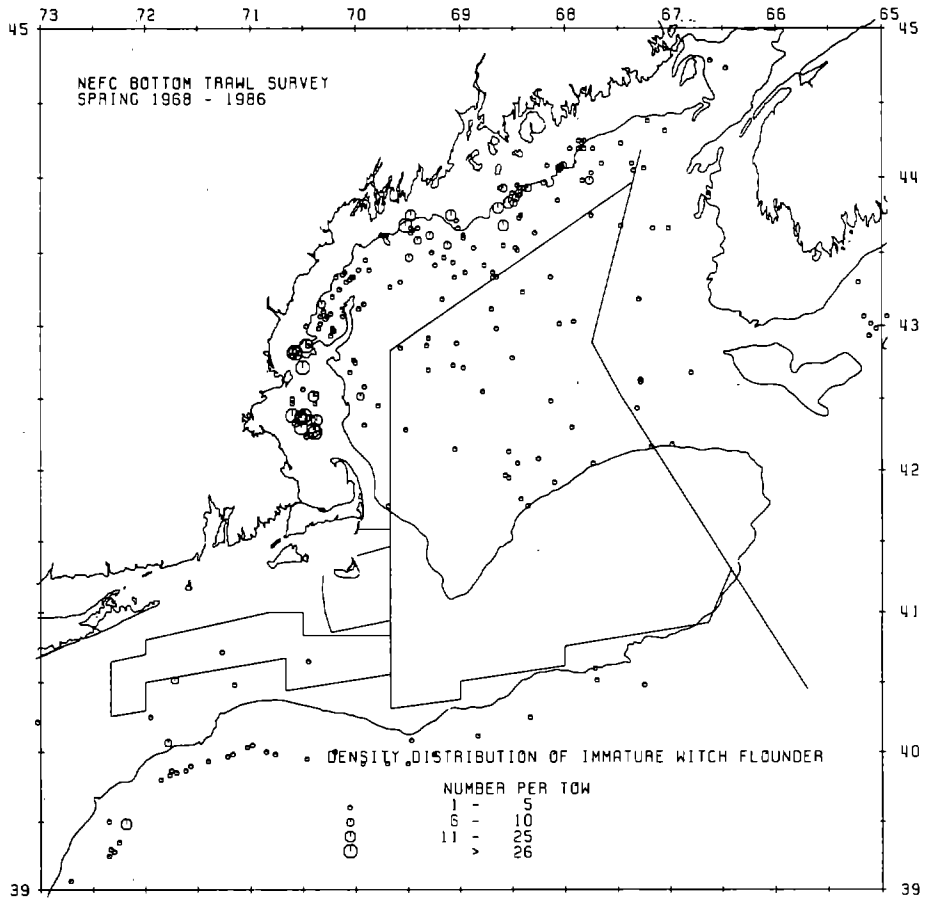 73 72 71 70 69 68 67 66 65
45 45
NEFC BOTTOM TRAWL SURVEY
SPRING 1968 - 1986
44 44
43 43
42 42
41 41
40 40
DENSITY DISTRIBUTION OF IMMATURE WITCH FLOUNDER
NUMBER PER TOW
1 - 5
6 - 10
11 - 25
> 26
39 39